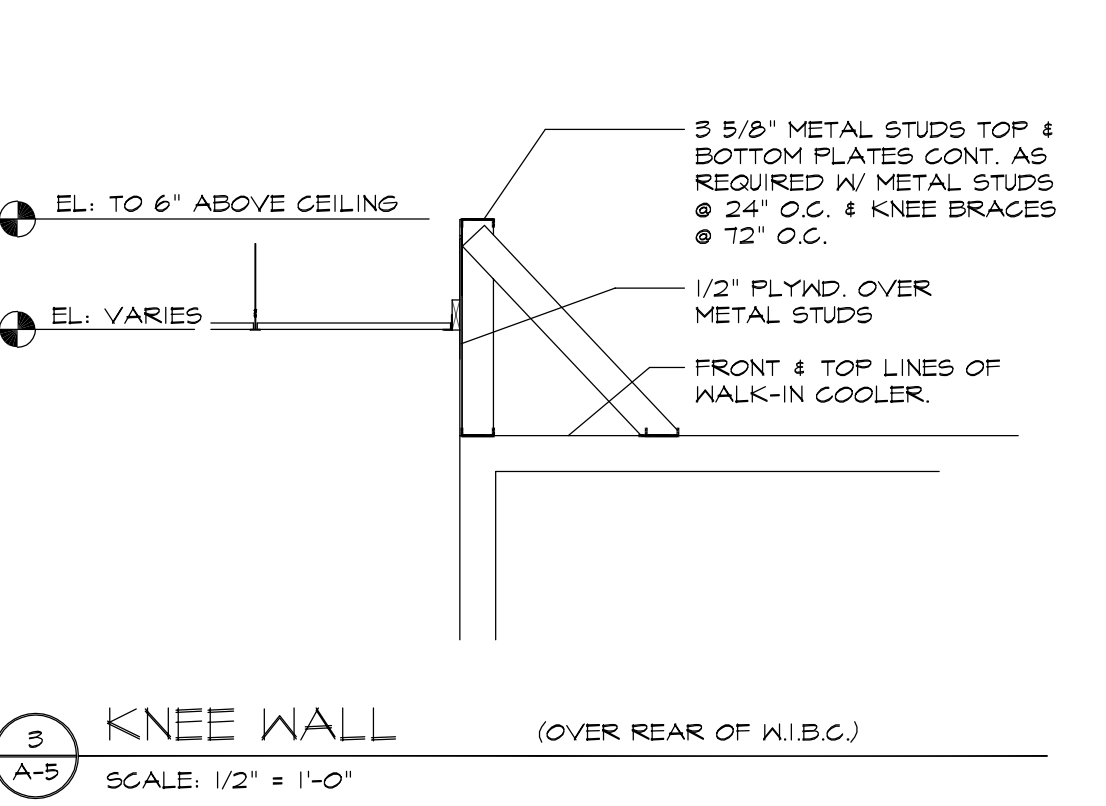 3 5/8" METAL STUDS TOP &
BOTTOM PLATES CONT. AS
REQUIRED W/ METAL STUDS
@ 24" O.C. & KNEE BRACES
@ 72" O.C.
EL: TO 6" ABOVE CEILING
1/2" PLYWD. OVER
METAL STUDS
EL: VARIES
FRONT & TOP LINES OF
WALK-IN COOLER.
3
A-5
KNEE WALL
(OVER REAR OF W.I.B.C.)
SCALE: 1/2" = 1'-0"